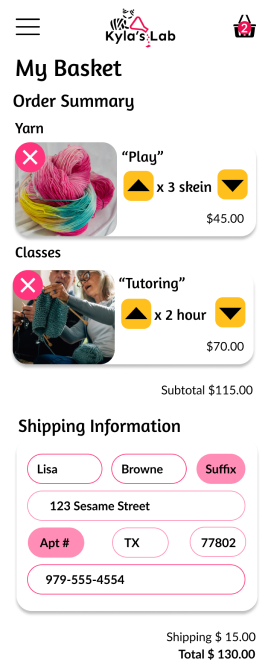 Kyla's Lab
2
My Basket
Order Summary
Yarn
“Play”
x 3 skein
$45.00
Classes
“Tutoring”
x 2 hour
$70.00
Subtotal $115.00
Shipping Information
Lisa Browne Suffix
123 Sesame Street
Apt # TX 77802
979-555-4554
Shipping $ 15.00
Total $ 130.00